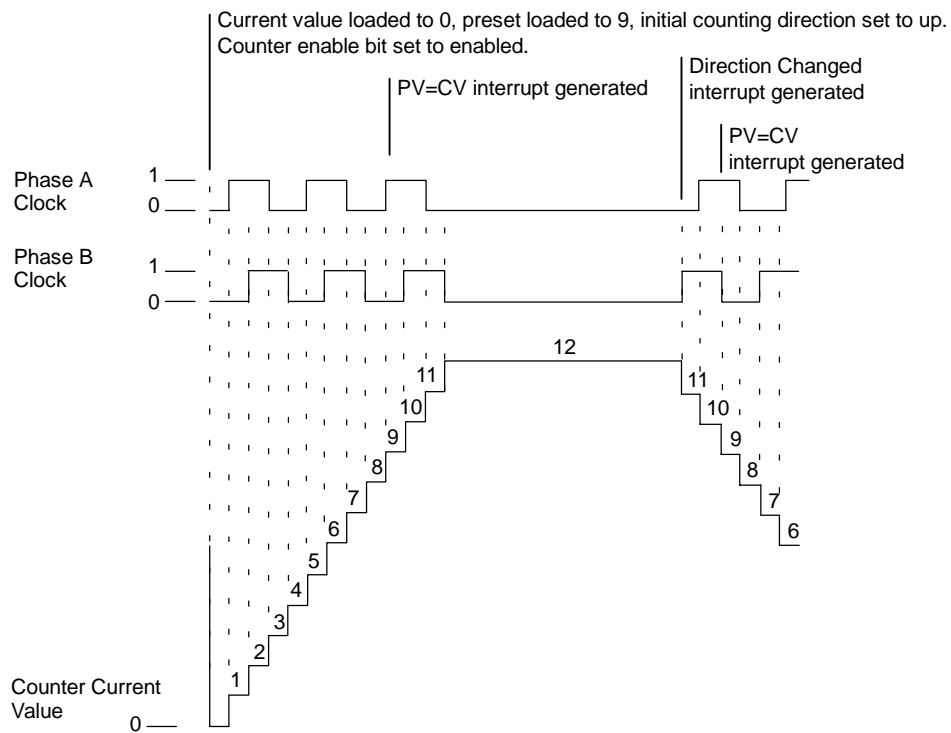 Current value loaded to 0, preset loaded to 9, initial counting direction set to up.
Counter enable bit set to enabled.
PV=CV interrupt generated
Direction Changed
interrupt generated
PV=CV
interrupt generated
Phase A
Clock
1
0
Phase B
Clock
1
0
12
11
10
9
8
7
6
5
4
3
2
1
11
10
9
8
7
6
Counter Current
Value
0